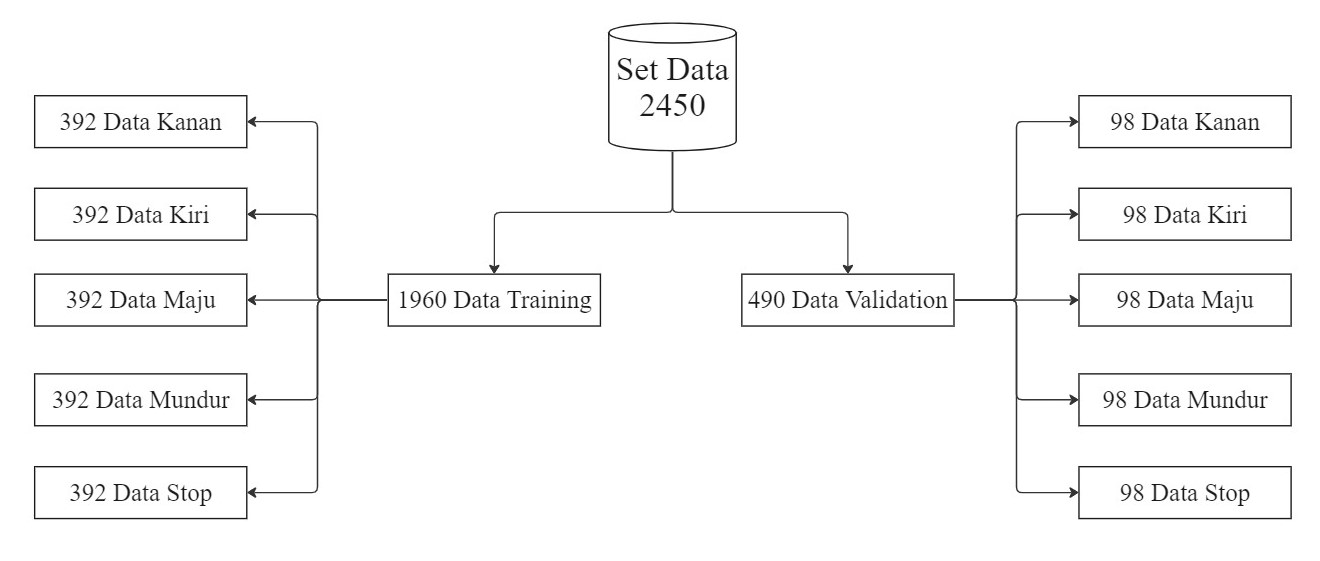 Set Data
2450
392 Data Kanan
98 Data Kanan
392 Data Kiri
98 Data Kiri
392 Data Maju
1960 Data Training
490 Data Validation
98 Data Maju
392 Data Mundur
98 Data Mundur
392 Data Stop
98 Data Stop